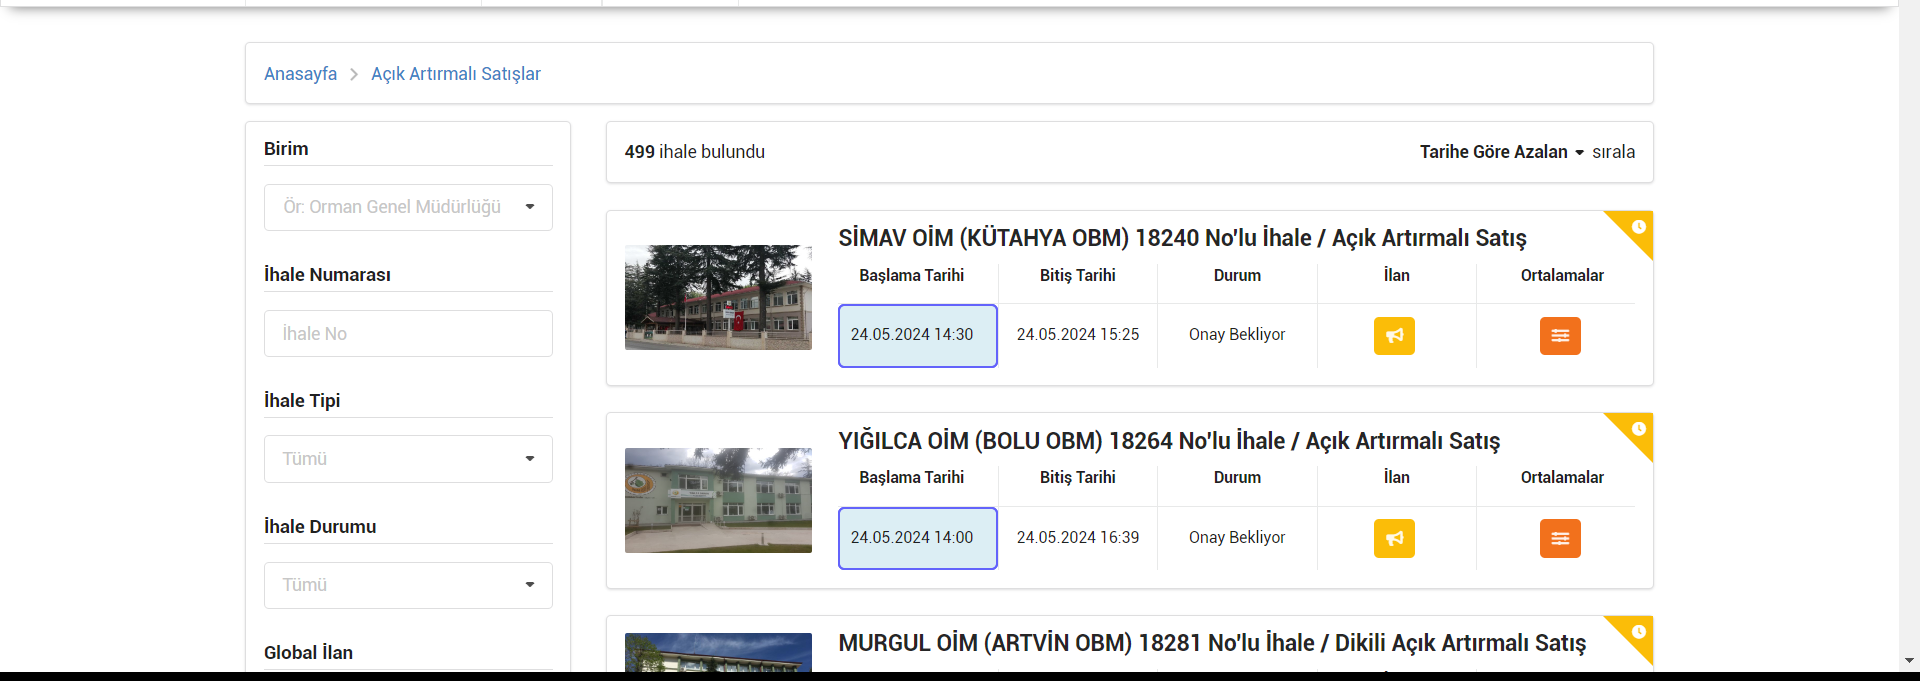 Anasayfa > Açık Artırmalı Satışlar
Birim
Ör: Orman Genel Müdürlüğü
İhale Numarası
İhale No
İhale Tipi
Tümü
İhale Durumu
Tümü
Global İlan
499 ihale bulundu
Tarihe Göre Azalan sırala
SİMAV OİM (KÜTAHYA OBM) 18240 No'lu İhale / Açık Artırmalı Satış
Başlama Tarihi Bitiş Tarihi Durum İlan Ortalamalar
24.05.2024 14:30 24.05.2024 15:25 Onay Bekliyor
YIĞILCA OİM (BOLU OBM) 18264 No'lu İhale / Açık Artırmalı Satış
Başlama Tarihi Bitiş Tarihi Durum İlan Ortalamalar
24.05.2024 14:00 24.05.2024 16:39 Onay Bekliyor
MURGUL OİM (ARTVİN OBM) 18281 No'lu İhale / Dikili Açık Artırmalı Satış